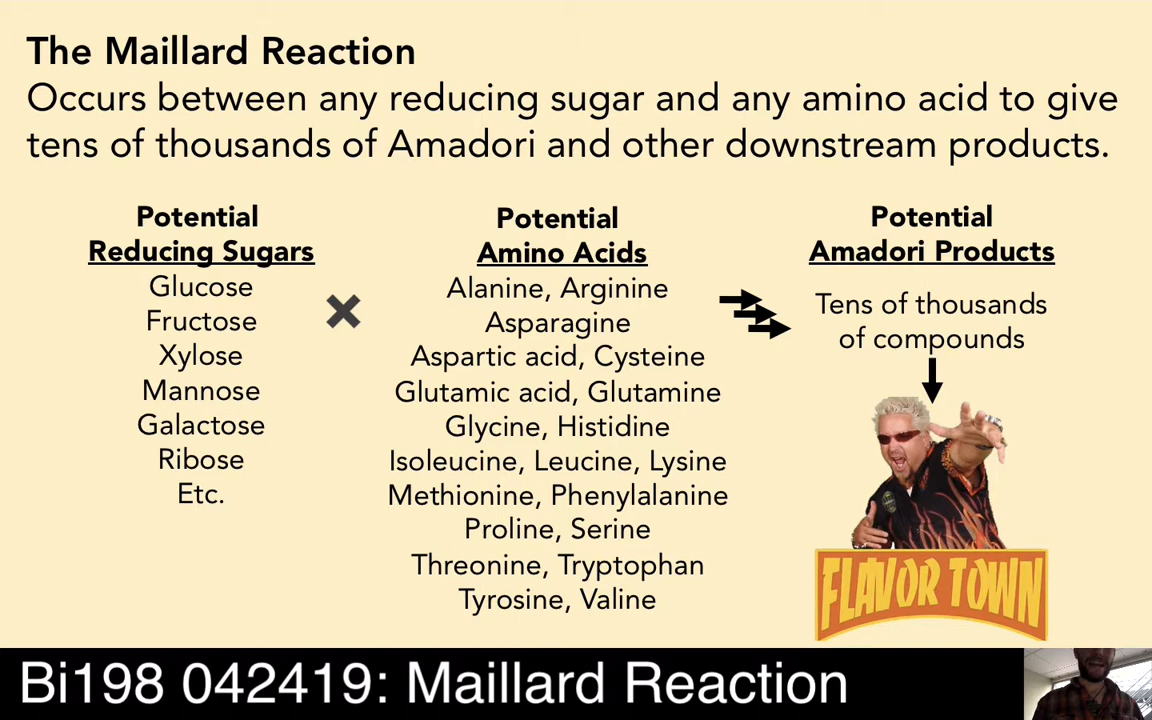 The Maillard Reaction
Occurs between any reducing sugar and any amino acid to give
tens of thousands of Amadori and other downstream products.
Potential
Reducing Sugars
Glucose
Fructose
Xylose
Mannose
Galactose
Ribose
Etc.
Potential
Amino Acids
Alanine, Arginine
Asparagine
Aspartic acid, Cysteine
Glutamic acid, Glutamine
Glycine, Histidine
Isoleucine, Leucine, Lysine
Methionine, Phenylalanine
Proline, Serine
Threonine, Tryptophan
Tyrosine, Valine
Potential
Amadori Products
Tens of thousands
of compounds
FLAVOR TOWN
Bi198 042419: Maillard Reaction